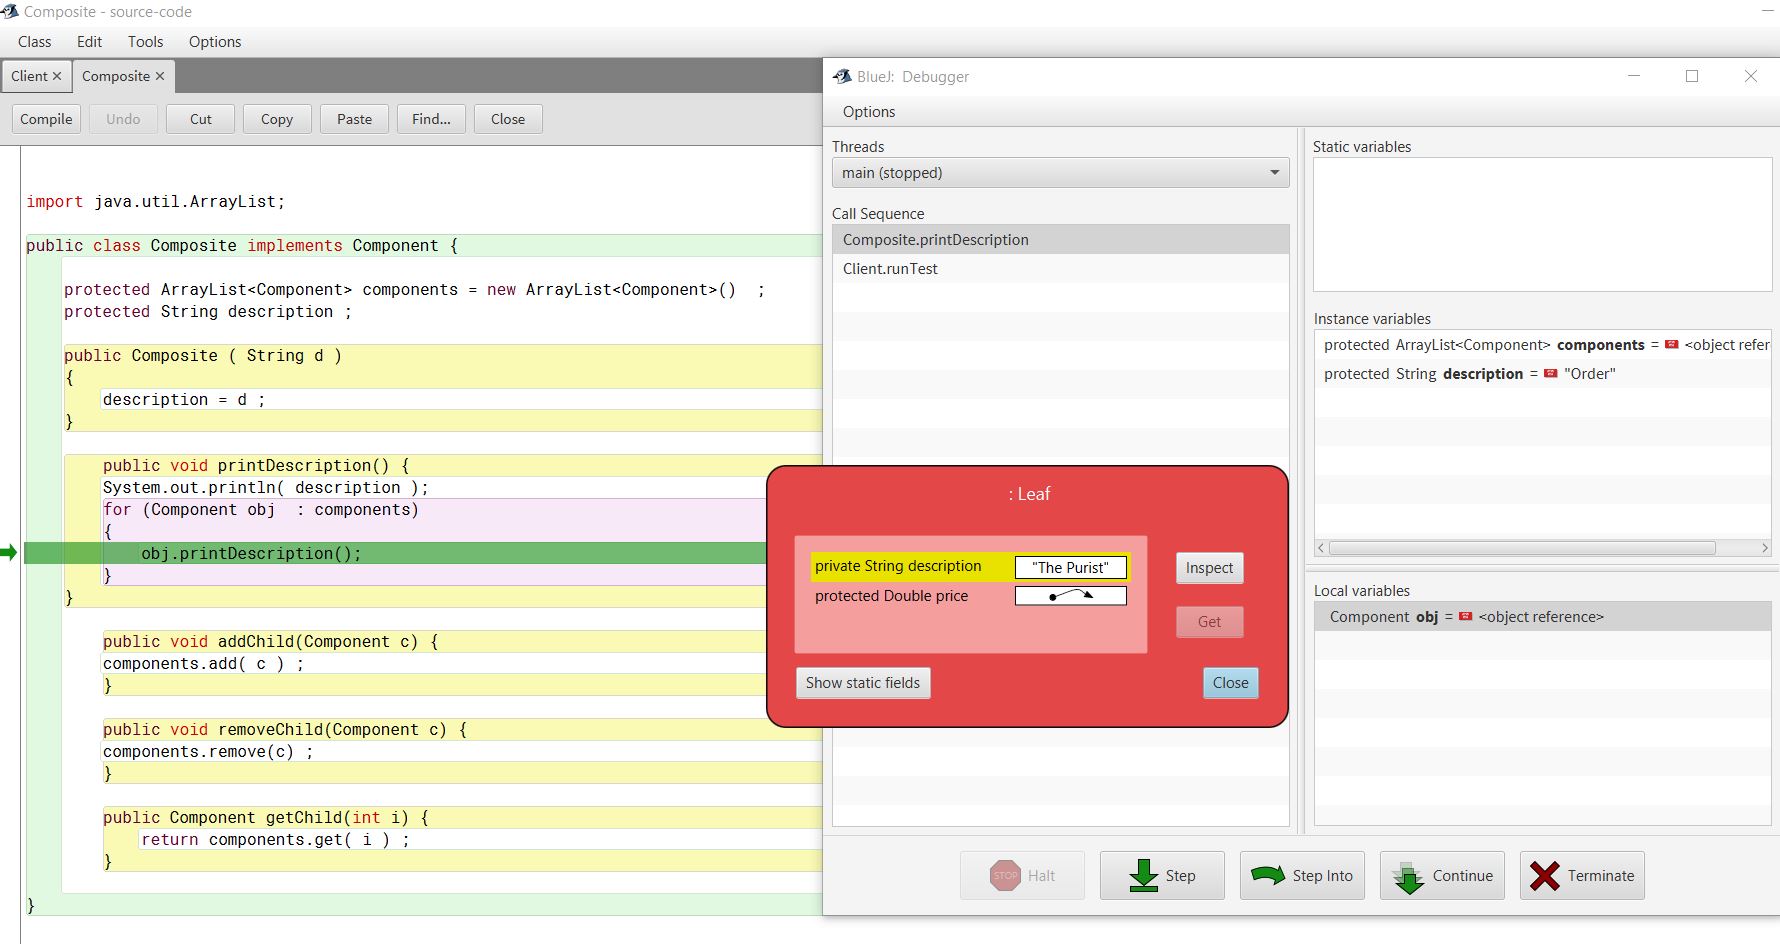 Composite - source-code
Class Edit Tools Options
Client ✕ Composite ✕
Compile Undo Cut Copy Paste Find... Close
import java.util.ArrayList;
public class Composite implements Component {
protected ArrayList<Component> components = new ArrayList<Component>()  ;
protected String description ;
public Composite ( String d )
{
description = d ;
}
public void printDescription() {
System.out.println( description );
for (Component obj  : components)
{
obj.printDescription();
}
}
public void addChild(Component c) {
components.add( c ) ;
}
public void removeChild(Component c) {
components.remove(c) ;
}
public Component getChild(int i) {
return components.get( i ) ;
}
}
BlueJ:  Debugger
Options
Threads
main (stopped)
Call Sequence
Composite.printDescription
Client.runTest
Static variables
Instance variables
protected ArrayList<Component> components = <object refer
protected String description = "Order"
Local variables
Component obj = <object reference>
: Leaf
private String description "The Purist"
protected Double price
Inspect
Get
Show static fields
Close
STOP Halt
Step
Step Into
Continue
Terminate